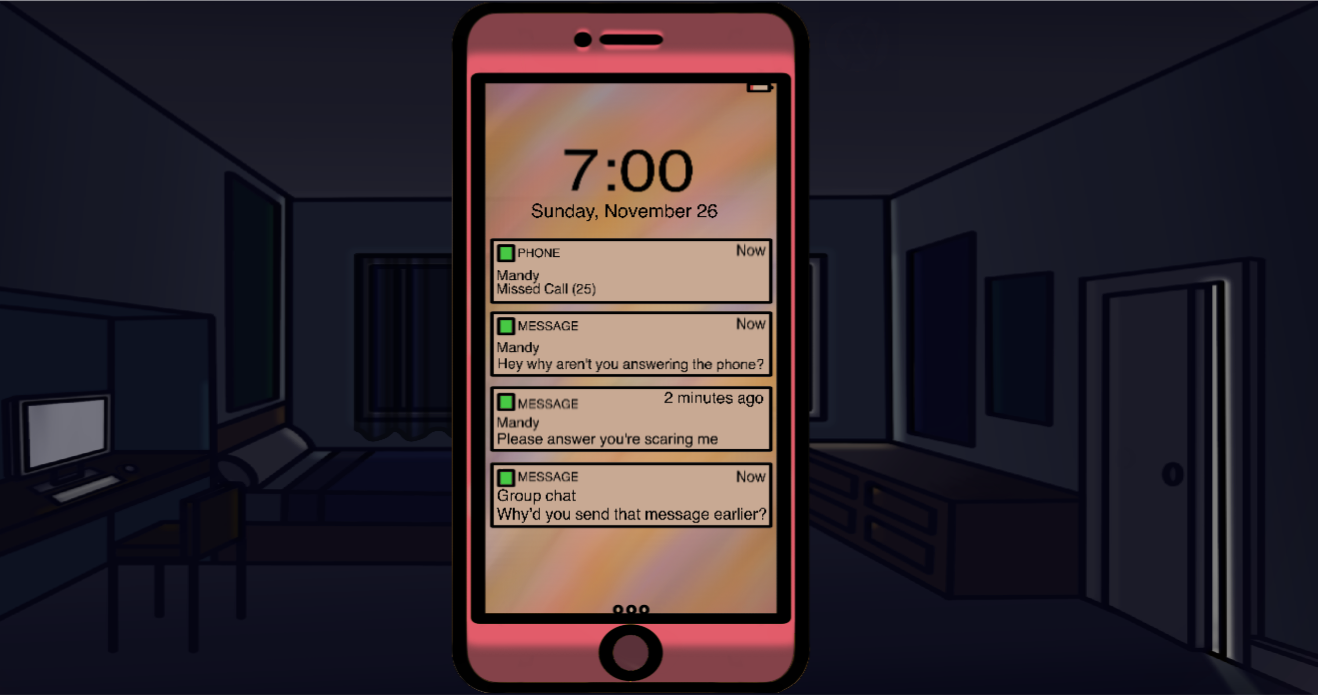 7:00
Sunday, November 26
PHONE Now
Mandy
Missed Call (25)
MESSAGE Now
Mandy
Hey why aren't you answering the phone?
MESSAGE 2 minutes ago
Mandy
Please answer you're scaring me
MESSAGE Now
Group chat
Why'd you send that message earlier?